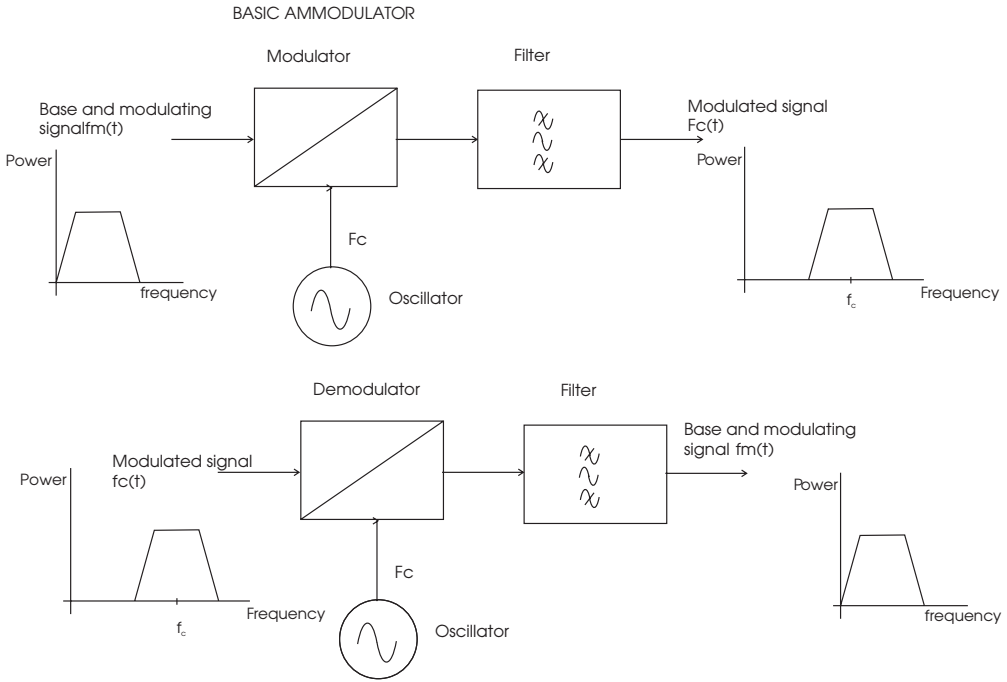 BASIC AMMODULATOR
Modulator
Filter
Base and modulating
signalfm(t)
Modulated signal
Fc(t)
Power
Power
Fc
frequency
Oscillator
f c
Frequency
Demodulator
Filter
Base and modulating
signal fm(t)
Modulated signal
fc(t)
Power
Power
Fc
Frequency
f c
Oscillator
frequency